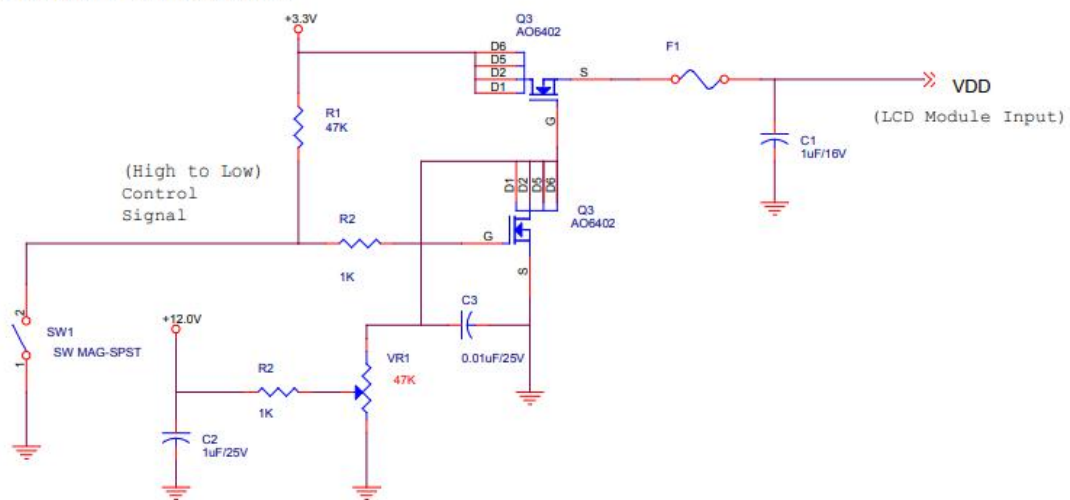 +3.3V
Q3
AO6402
D6
D5
D2
D1
S
G
F1
VDD
(LCD Module Input)
R1
47K
C1
1uF/16V
(High to Low)
Control
Signal
D1
D2
D5
D6
Q3
AO6402
R2
1K
G
S
2
1
SW1
SW MAG-SPST
+12.0V
C3
0.01uF/25V
R2
1K
VR1
47K
C2
1uF/25V